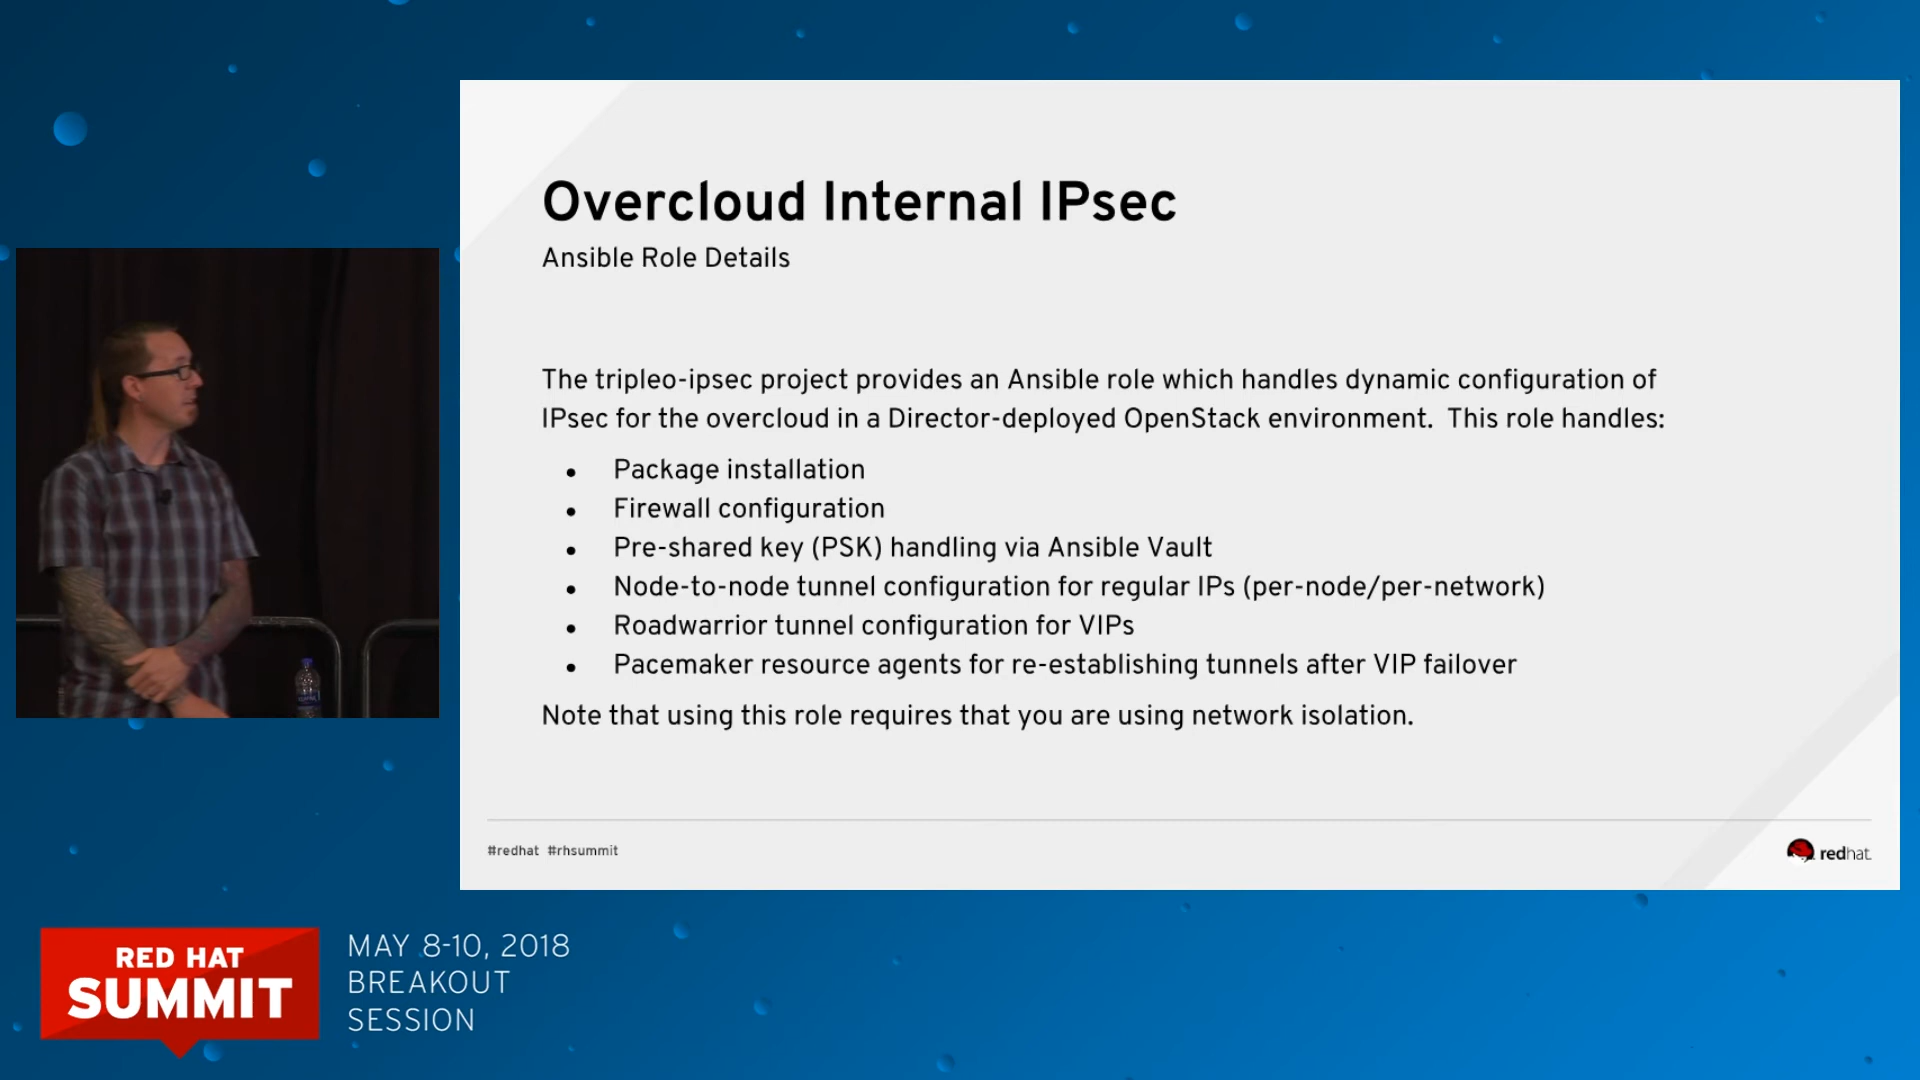 Overcloud Internal IPsec
Ansible Role Details
The tripleo-ipsec project provides an Ansible role which handles dynamic configuration of
IPsec for the overcloud in a Director-deployed OpenStack environment. This role handles:
● Package installation
● Firewall configuration
● Pre-shared key (PSK) handling via Ansible Vault
● Node-to-node tunnel configuration for regular IPs (per-node/per-network)
● Roadwarrior tunnel configuration for VIPs
● Pacemaker resource agents for re-establishing tunnels after VIP failover
Note that using this role requires that you are using network isolation.
#redhat #rhsummit
redhat.
RED HAT
SUMMIT
MAY 8-10, 2018
BREAKOUT
SESSION